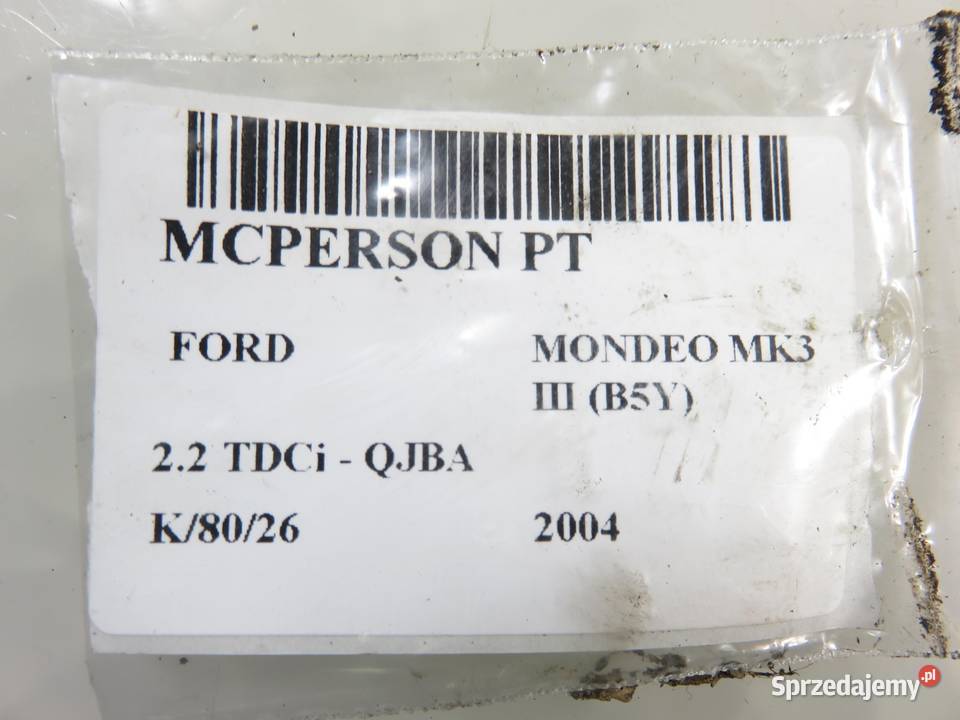 MCPERSON PT
FORD
MONDEO MK3
III (B5Y)
2.2 TDCi - QJBA
K/80/26
2004
Sprzedajemy.pl